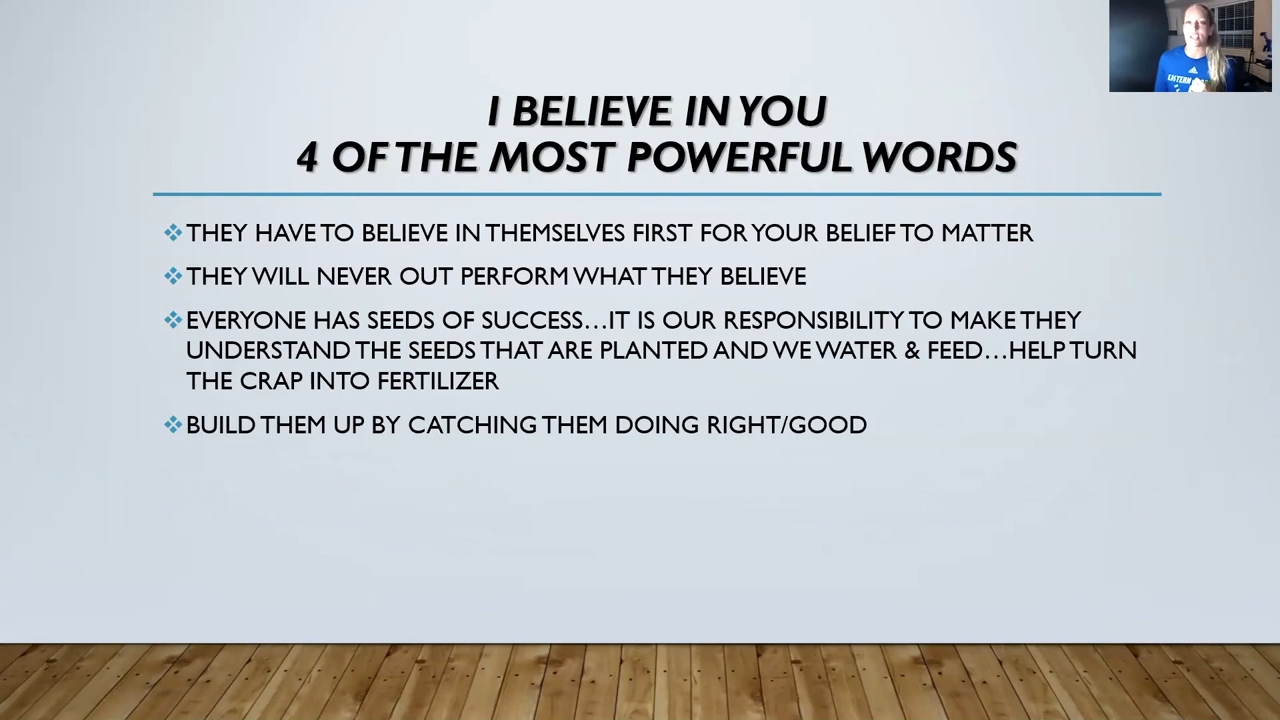 I BELIEVE IN YOU
4 OF THE MOST POWERFUL WORDS
THEY HAVE TO BELIEVE IN THEMSELVES FIRST FOR YOUR BELIEF TO MATTER
THEY WILL NEVER OUT PERFORM WHAT THEY BELIEVE
EVERYONE HAS SEEDS OF SUCCESS…IT IS OUR RESPONSIBILITY TO MAKE THEY
UNDERSTAND THE SEEDS THAT ARE PLANTED AND WE WATER & FEED…HELP TURN
THE CRAP INTO FERTILIZER
BUILD THEM UP BY CATCHING THEM DOING RIGHT/GOOD
EASTERN